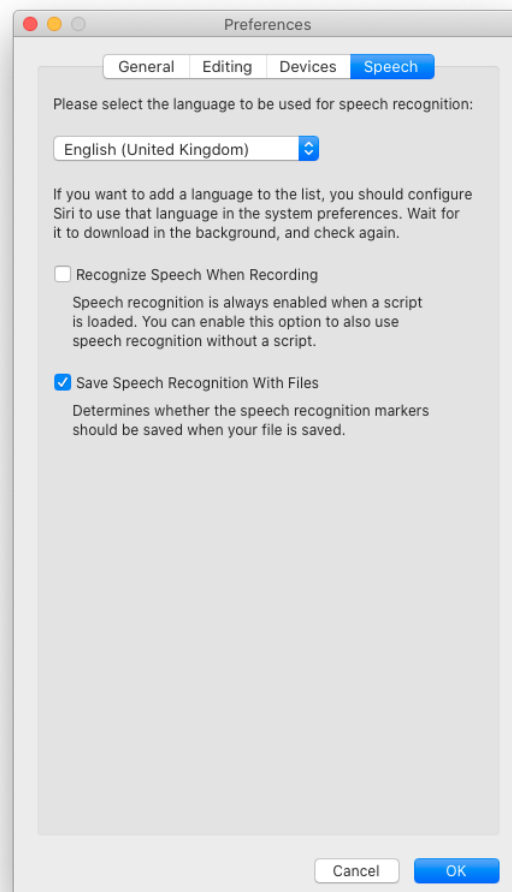 Preferences
General Editing Devices Speech
Please select the language to be used for speech recognition:
English (United Kingdom)
If you want to add a language to the list, you should configure
Siri to use that language in the system preferences. Wait for
it to download in the background, and check again.
Recognize Speech When Recording
Speech recognition is always enabled when a script
is loaded. You can enable this option to also use
speech recognition without a script.
Save Speech Recognition With Files
Determines whether the speech recognition markers
should be saved when your file is saved.
Cancel OK